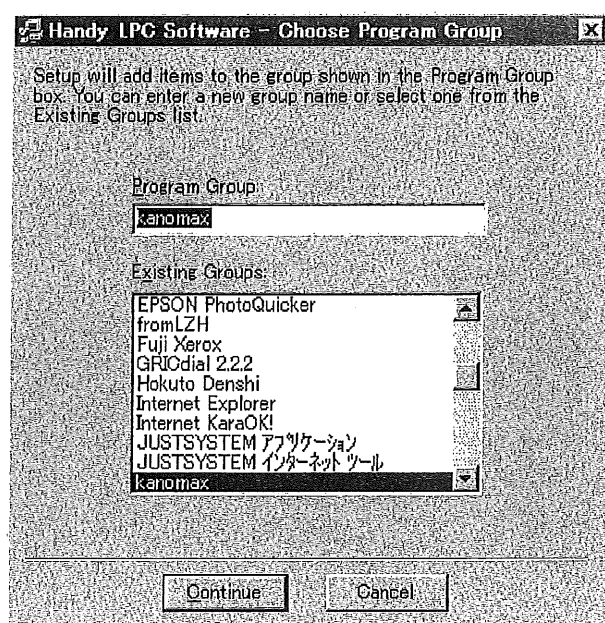 Handy LPC Software - Choose Program Group
Setup will add items to the group shown in the Program Group
box. You can enter a new group name or select one from the
Existing Groups list.
Program Group:
kanomax
Existing Groups:
EPSON PhotoQuicker
fromLZH
Fuji Xerox
GRICdial 2.2.2
Hokuto Denshi
Internet Explorer
Internet KaraOK!
JUSTSYSTEM アプリケーション
JUSTSYSTEM インターネット ツール
kanomax
Continue
Cancel